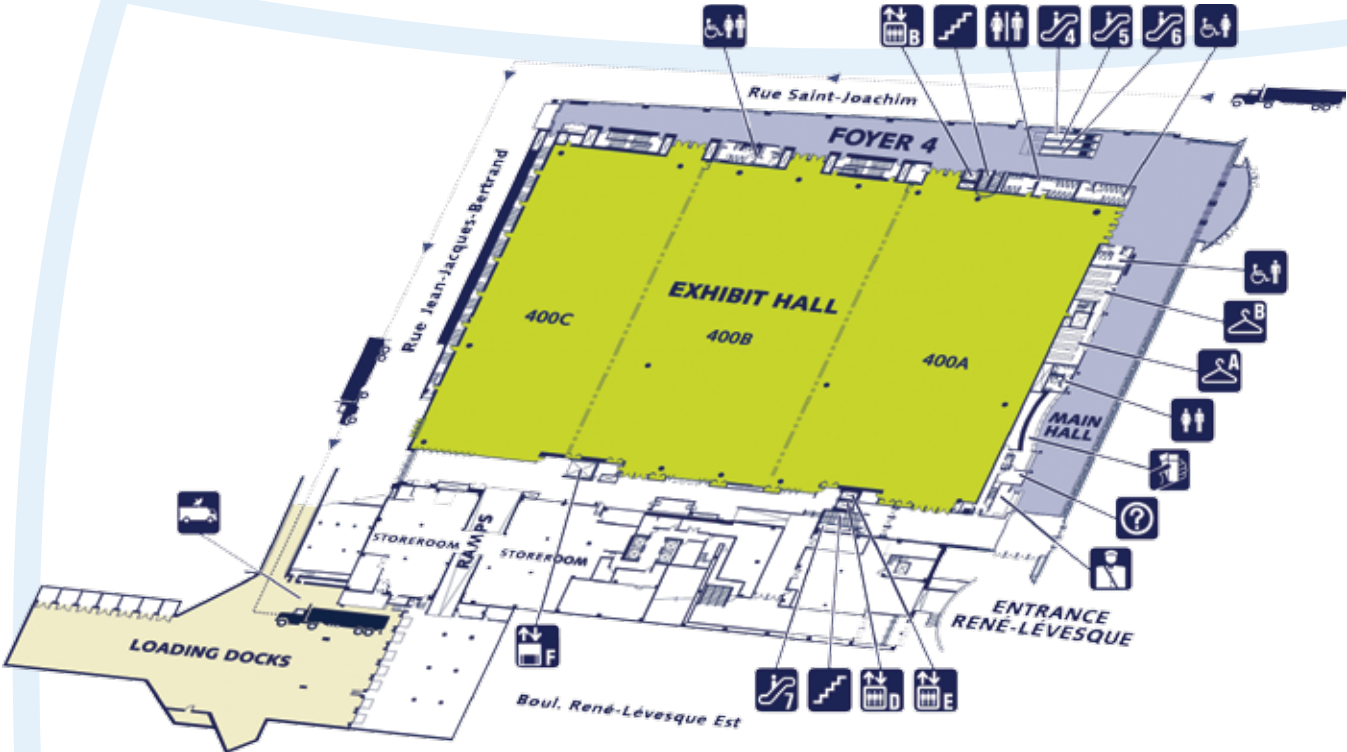 B
4
5
6
Rue Saint-Joachim
FOYER 4
Rue Jean-Jacques-Bertrand
EXHIBIT HALL
400C
400B
400A
B
A
MAIN
HALL
?
STOREROOM
RAMPS
STOREROOM
ENTRANCE
RENÉ-LÉVESQUE
LOADING DOCKS
F
7
D
E
Boul. René-Lévesque Est